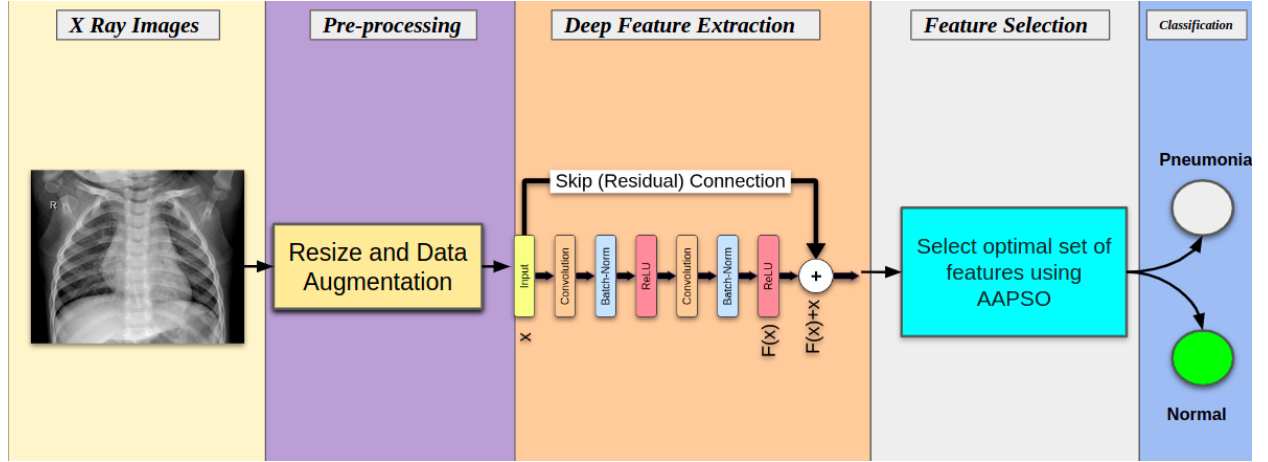 X Ray Images
Pre-processing
Deep Feature Extraction
Feature Selection
Classification
R
Resize and Data
Augmentation
Skip (Residual) Connection
Input
Convolution
Batch-Norm
ReLU
Convolution
Batch-Norm
ReLU
+
x
F(x)
F(x)+x
Select optimal set of
features using
AAPSO
Pneumonia
Normal